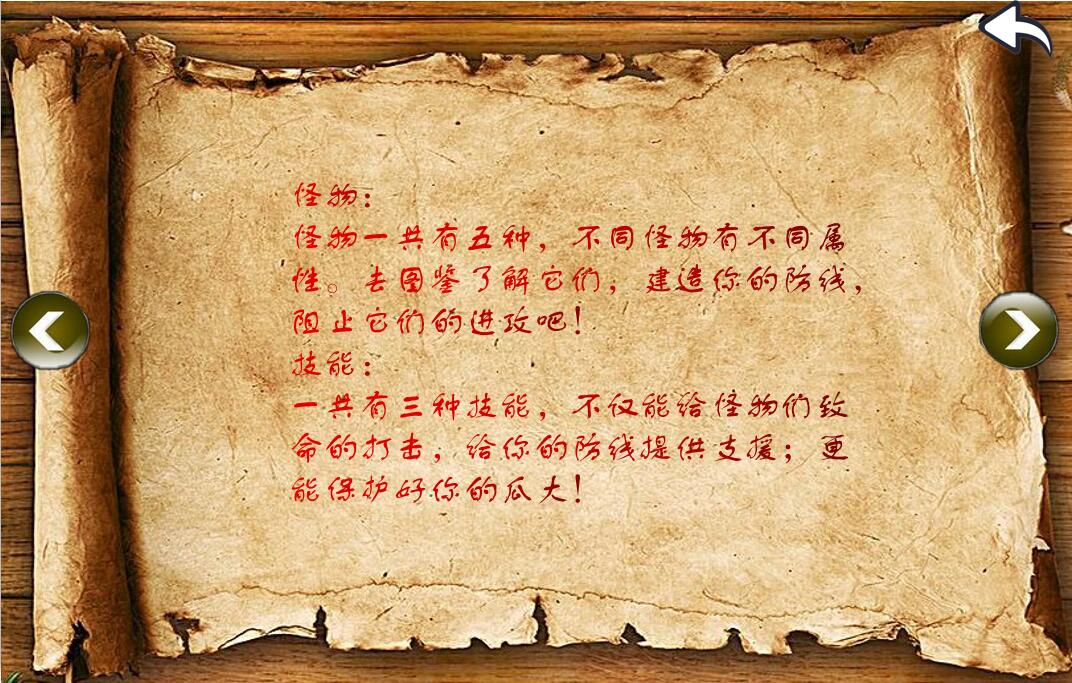 怪物：
怪物一共有五种，不同怪物有不同属
性。去图鉴了解它们，建造你的防线，
阻止它们的进攻吧！
技能：
一共有三种技能，不仅能给怪物们致
命的打击，给你的防线提供支援；更
能保护好你的瓜大！